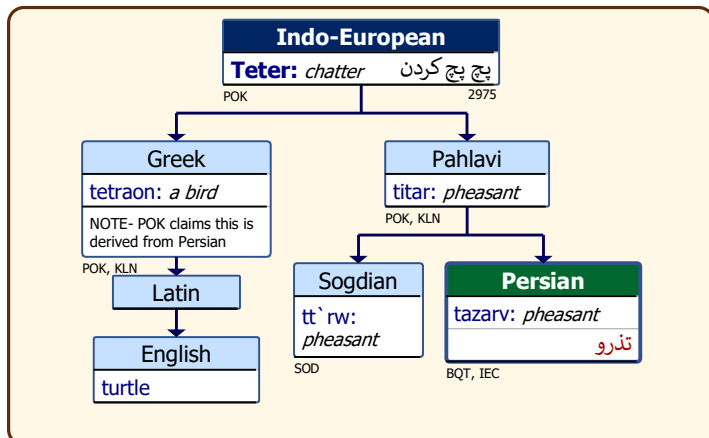 Indo-European
Teter: chatter پچ پچ کردن
POK 2975
Greek
tetraon: a bird
NOTE- POK claims this is
derived from Persian
POK, KLN
Pahlavi
titar: pheasant
POK, KLN
Latin
English
turtle
Sogdian
tt`rw:
pheasant
SOD
Persian
tazarv: pheasant
تذرو
BQT, IEC